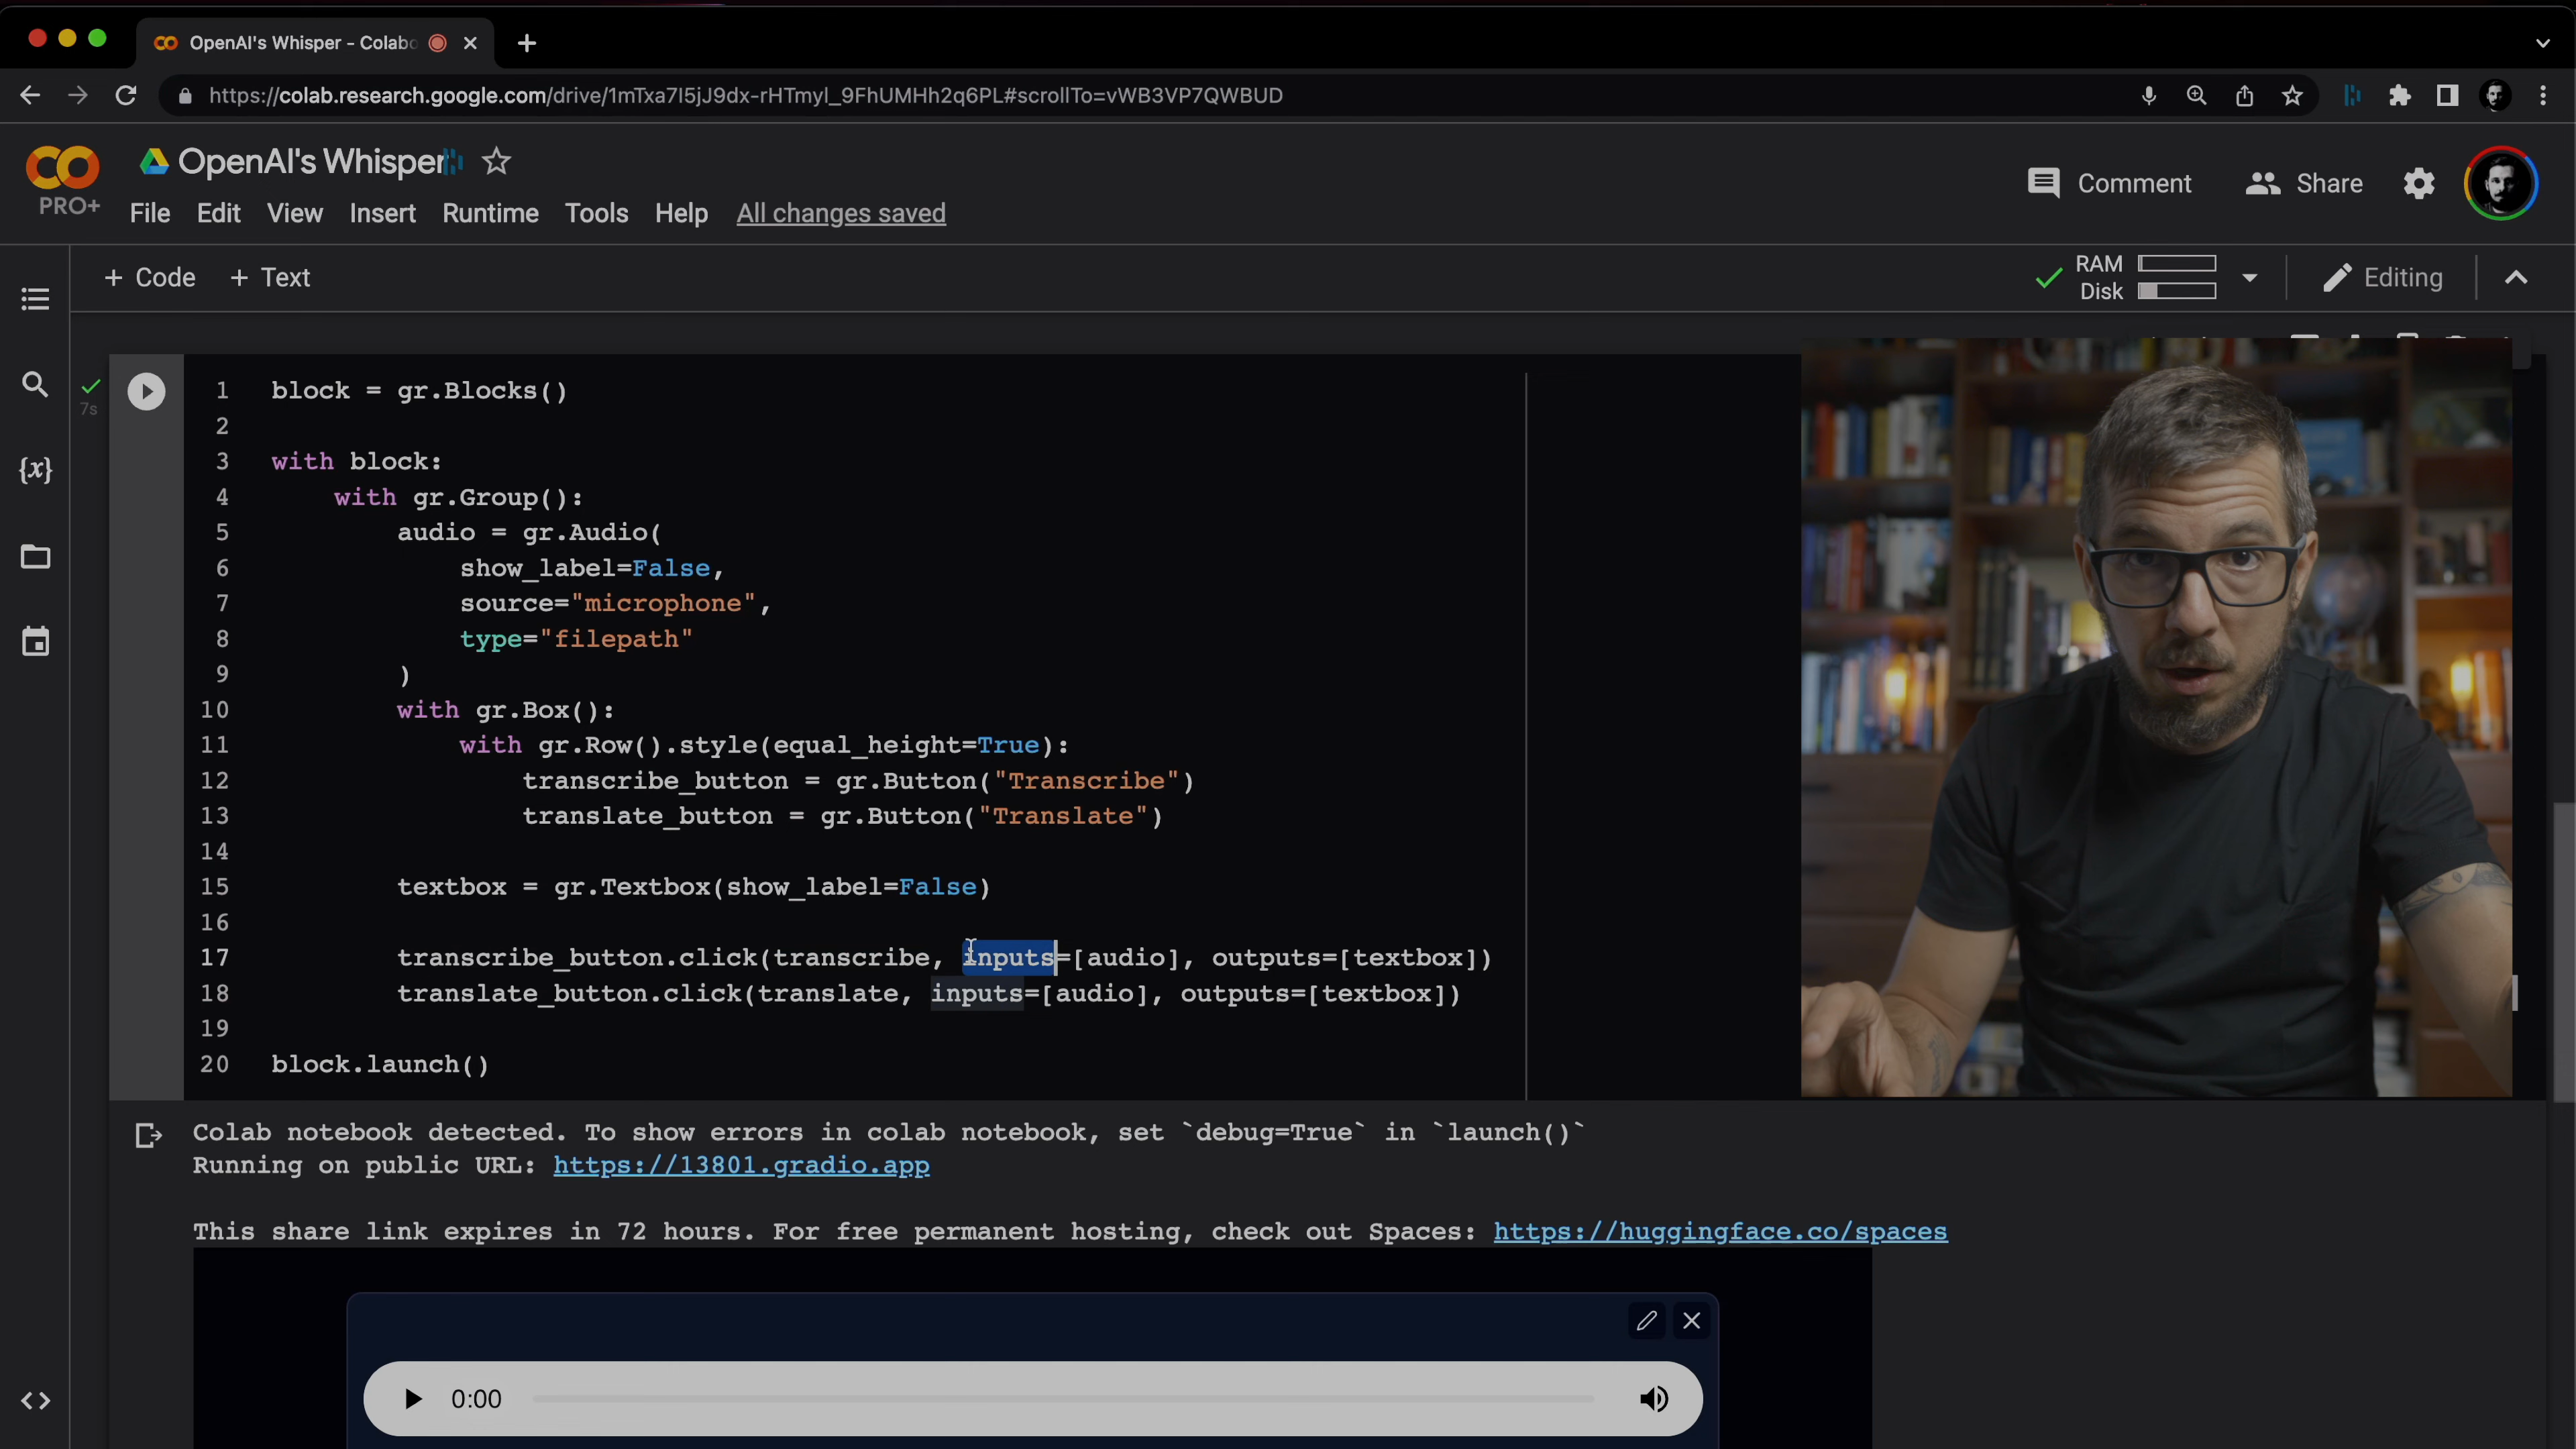 OpenAI's Whisper - Colabo
https://colab.research.google.com/drive/1mTxa7I5jJ9dx-rHTmyl_9FhUMHh2q6PL#scrollTo=vWB3VP7QWBUD
OpenAI's Whisper
PRO+
File Edit View Insert Runtime Tools Help All changes saved
Comment Share
+ Code + Text
RAM
Disk
Editing
7s
1 block = gr.Blocks()
2
3 with block:
4 with gr.Group():
5 audio = gr.Audio(
6 show_label=False,
7 source="microphone",
8 type="filepath"
9 )
10 with gr.Box():
11 with gr.Row().style(equal_height=True):
12 transcribe_button = gr.Button("Transcribe")
13 translate_button = gr.Button("Translate")
14
15 textbox = gr.Textbox(show_label=False)
16
17 transcribe_button.click(transcribe, inputs=[audio], outputs=[textbox])
18 translate_button.click(translate, inputs=[audio], outputs=[textbox])
19
20 block.launch()
Colab notebook detected. To show errors in colab notebook, set `debug=True` in `launch()`
Running on public URL: https://13801.gradio.app
This share link expires in 72 hours. For free permanent hosting, check out Spaces: https://huggingface.co/spaces
0:00